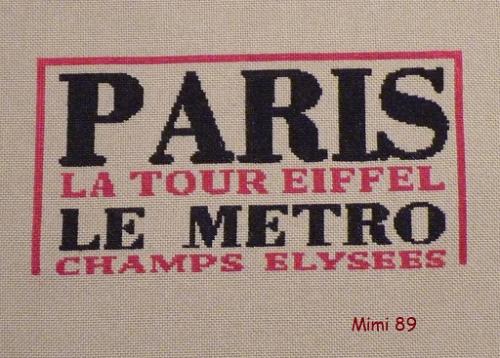 PARIS
LA TOUR EIFFEL
LE METRO
CHAMPS ELYSEES
Mimi 89